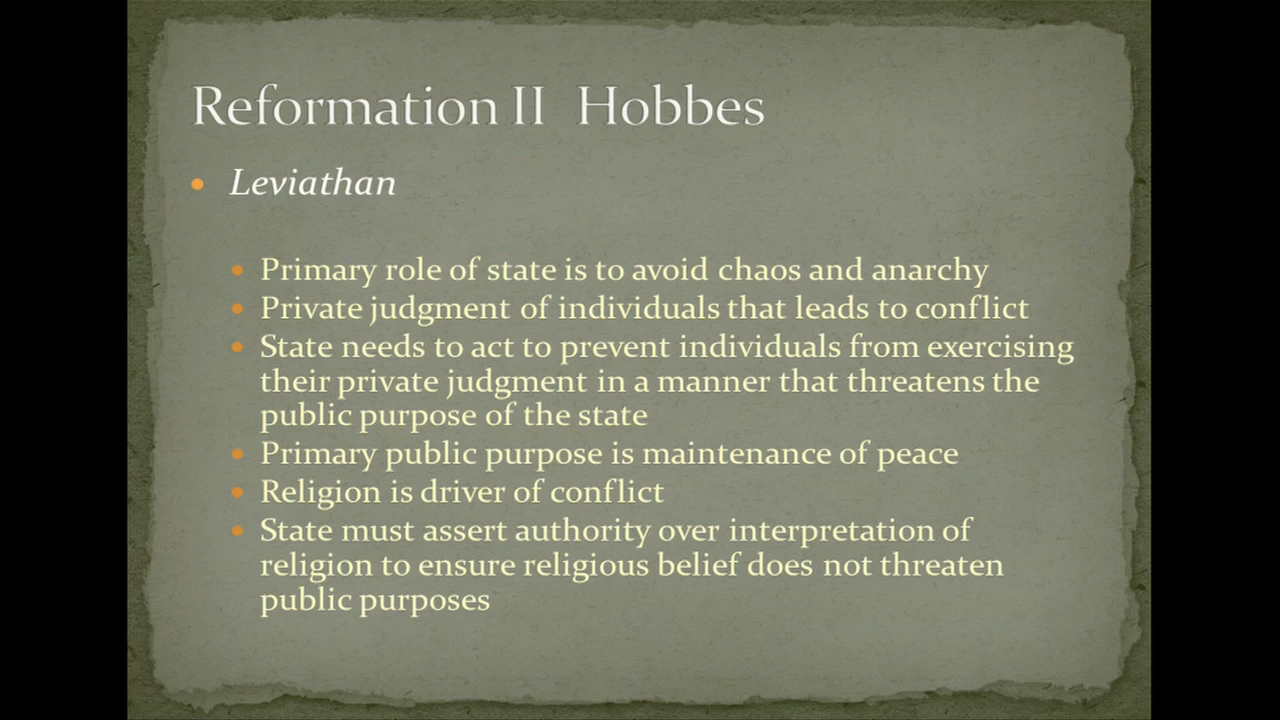 Reformation II Hobbes
• Leviathan
• Primary role of state is to avoid chaos and anarchy
• Private judgment of individuals that leads to conflict
• State needs to act to prevent individuals from exercising
their private judgment in a manner that threatens the
public purpose of the state
• Primary public purpose is maintenance of peace
• Religion is driver of conflict
• State must assert authority over interpretation of
religion to ensure religious belief does not threaten
public purposes